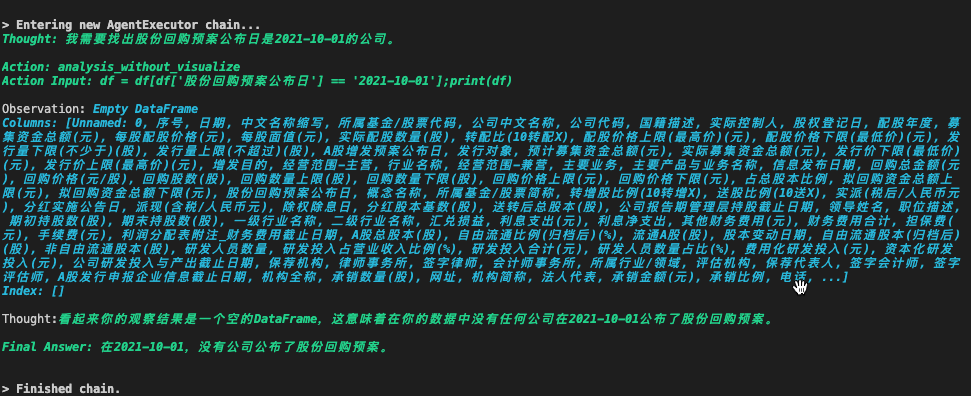 > Entering new AgentExecutor chain...
Thought: 我需要找出股份回购预案公布日是2021-10-01的公司。
Action: analysis_without_visualize
Action Input: df = df[df['股份回购预案公布日'] == '2021-10-01'];print(df)
Observation: Empty DataFrame
Columns: [Unnamed: 0, 序号, 日期, 中文名称缩写, 所属基金/股票代码, 公司中文名称, 公司代码, 国籍描述, 实际控制人, 股权登记日, 配股年度, 募
集资金总额(元), 每股配股价格(元), 每股面值(元), 实际配股数量(股), 转配比(10转配X), 配股价格上限(最高价)(元), 配股价格下限(最低价)(元), 发
行量下限(不少于)(股), 发行量上限(不超过)(股), A股增发预案公布日, 发行对象, 预计募集资金总额(元), 实际募集资金总额(元), 发行价下限(最低价)
(元), 发行价上限(最高价)(元), 增发目的, 经营范围-主营, 行业名称, 经营范围-兼营, 主要业务, 主要产品与业务名称, 信息发布日期, 回购总金额(元
), 回购价格(元/股), 回购股数(股), 回购数量上限(股), 回购数量下限(股), 回购价格上限(元), 回购价格下限(元), 占总股本比例, 拟回购资金总额上
限(元), 拟回购资金总额下限(元), 股份回购预案公布日, 概念名称, 所属基金/股票简称, 转增股比例(10转增X), 送股比例(10送X), 实派(税后/人民币元
), 分红实施公告日, 派现(含税/人民币元), 除权除息日, 分红股本基数(股), 送转后总股本(股), 公司报告期管理层持股截止日期, 领导姓名, 职位描述,
期初持股数(股), 期末持股数(股), 一级行业名称, 二级行业名称, 汇兑损益, 利息支出(元), 利息净支出, 其他财务费用(元), 财务费用合计, 担保费(
元), 手续费(元), 利润分配表附注_财务费用截止日期, A股总股本(股), 自由流通比例(归档后)(%), 流通A股(股), 股本变动日期, 自由流通股本(归档后)
(股), 非自由流通股本(股), 研发人员数量, 研发投入占营业收入比例(%), 研发投入合计(元), 研发人员数量占比(%), 费用化研发投入(元), 资本化研发
投入(元), 公司研发投入与产出截止日期, 保荐机构, 律师事务所, 签字律师, 会计师事务所, 所属行业/领域, 评估机构, 保荐代表人, 签字会计师, 签字
评估师, A股发行申报企业信息截止日期, 机构全称, 承销数量(股), 网址, 机构简称, 法人代表, 承销金额(元), 承销比例, 电话, ...]
Index: []
Thought:看起来你的观察结果是一个空的DataFrame，这意味着在你的数据中没有任何公司在2021-10-01公布了股份回购预案。
Final Answer: 在2021-10-01，没有公司公布了股份回购预案。
> Finished chain.